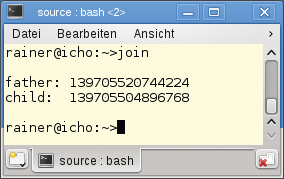 source : bash <2>
Datei Bearbeiten Ansicht
rainer@icho:~>join
father: 139705520744224
child: 139705504896768
rainer@icho:~>
source : bash